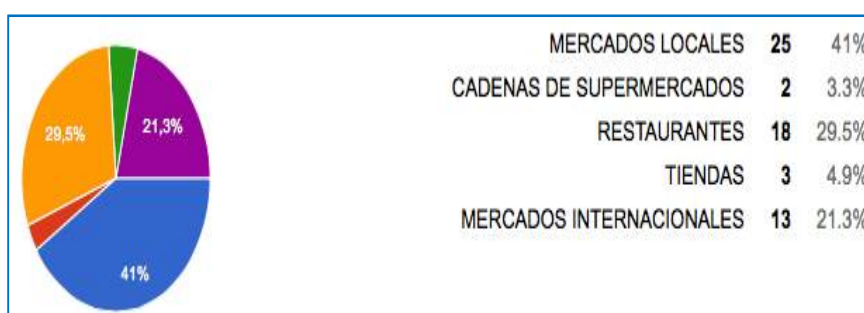 MERCADOS LOCALES 25 41%
CADENAS DE SUPERMERCADOS 2 3.3%
RESTAURANTES 18 29.5%
TIENDAS 3 4.9%
MERCADOS INTERNACIONALES 13 21.3%
29,5%
21,3%
41%